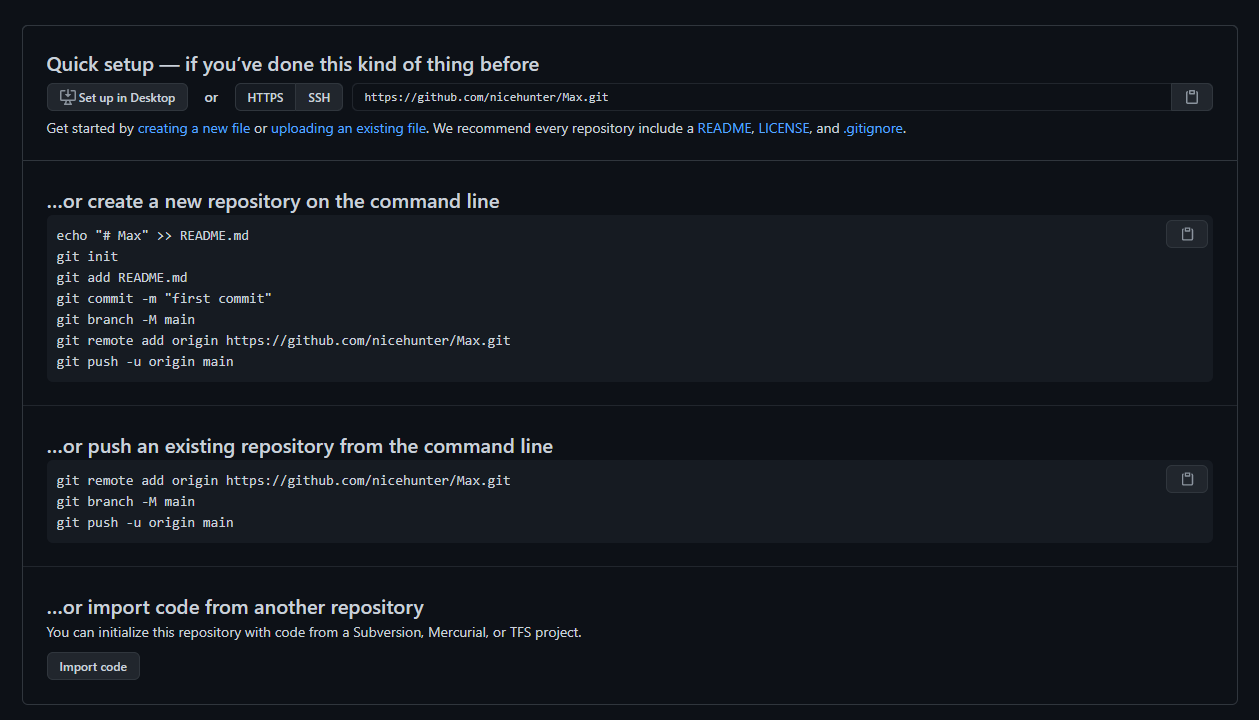 Quick setup — if you’ve done this kind of thing before
Set up in Desktop or HTTPS SSH https://github.com/nicehunter/Max.git
Get started by creating a new file or uploading an existing file. We recommend every repository include a README, LICENSE, and .gitignore.
…or create a new repository on the command line
echo "# Max" >> README.md
git init
git add README.md
git commit -m "first commit"
git branch -M main
git remote add origin https://github.com/nicehunter/Max.git
git push -u origin main
…or push an existing repository from the command line
git remote add origin https://github.com/nicehunter/Max.git
git branch -M main
git push -u origin main
…or import code from another repository
You can initialize this repository with code from a Subversion, Mercurial, or TFS project.
Import code